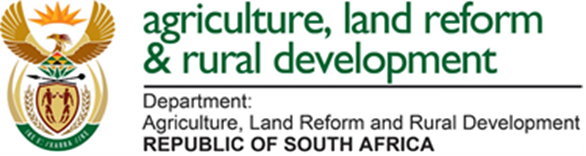 agriculture, land reform
& rural development
Department:
Agriculture, Land Reform and Rural Development
REPUBLIC OF SOUTH AFRICA